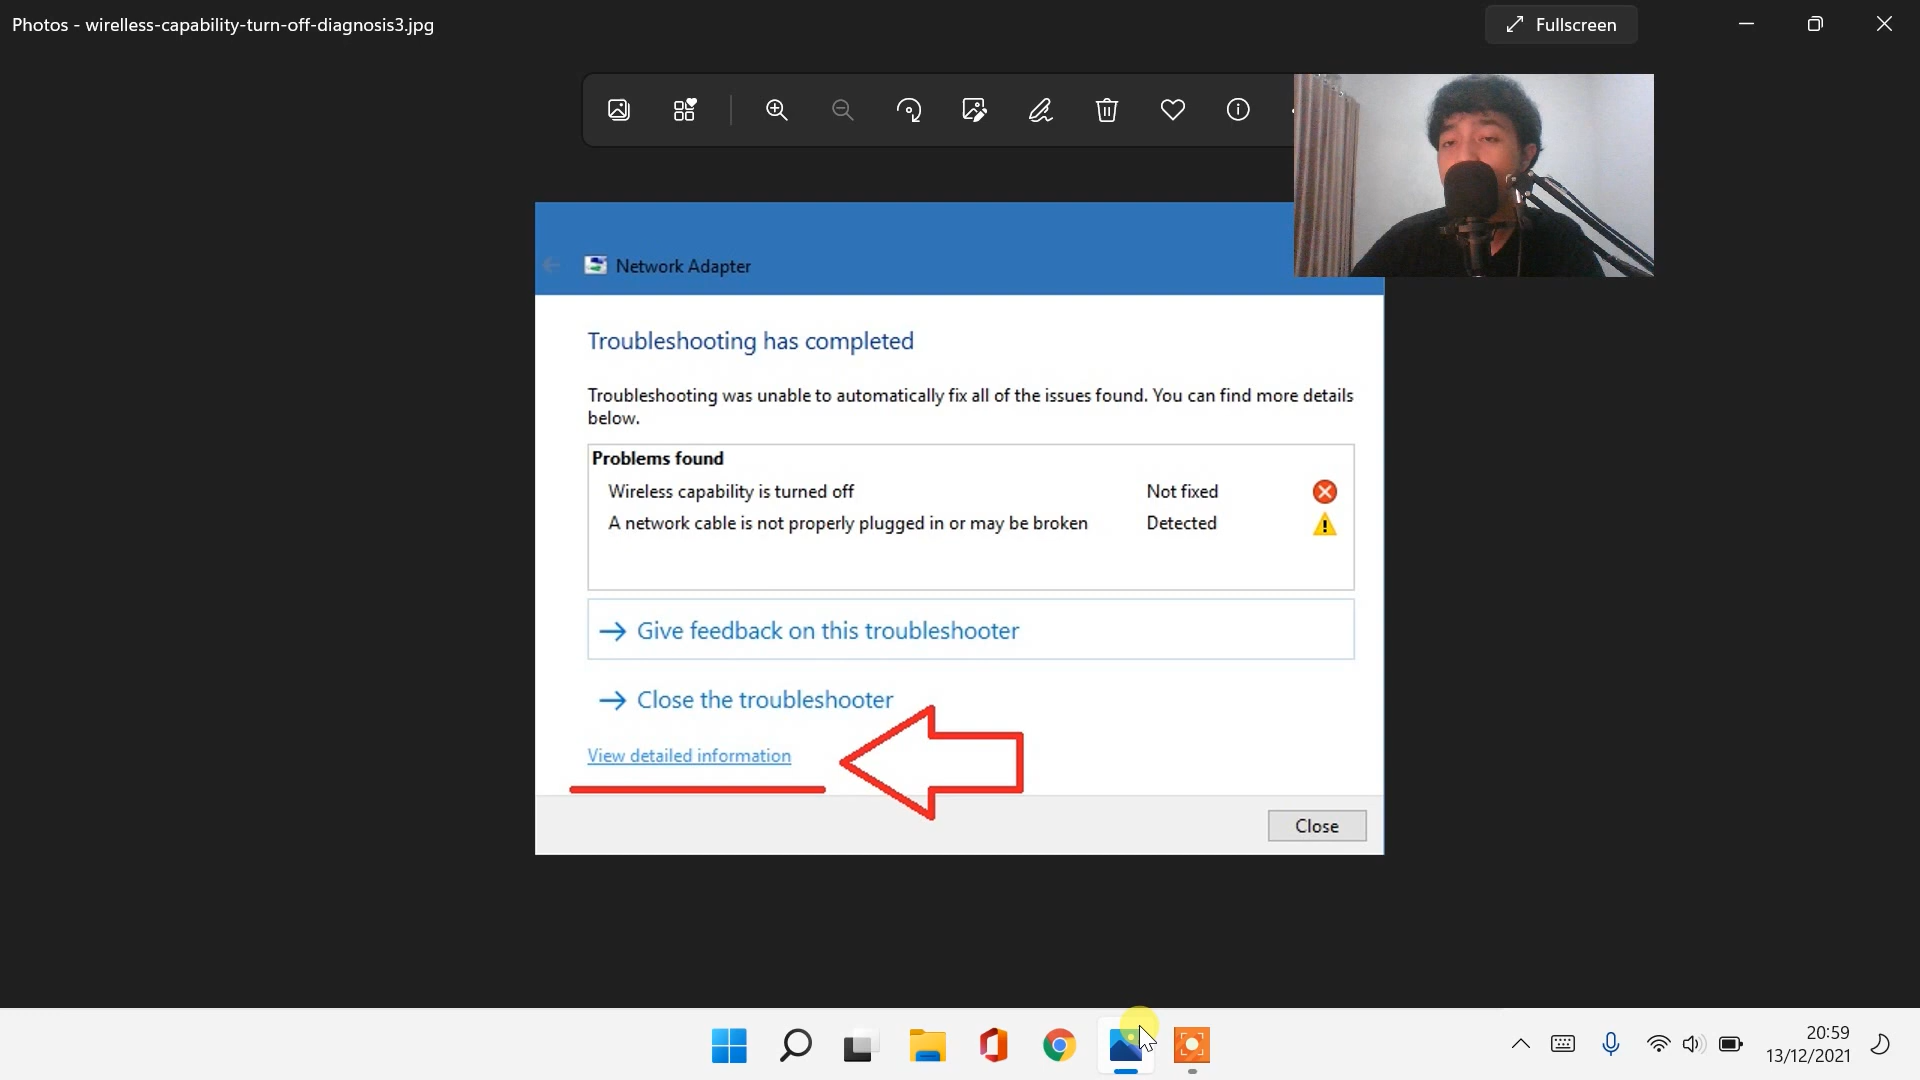 Photos - wirelless-capability-turn-off-diagnosis3.jpg
Fullscreen
Network Adapter
Troubleshooting has completed
Troubleshooting was unable to automatically fix all of the issues found. You can find more details
below.
Problems found
Wireless capability is turned off Not fixed
A network cable is not properly plugged in or may be broken Detected
Give feedback on this troubleshooter
Close the troubleshooter
View detailed information
Close
20:59
13/12/2021